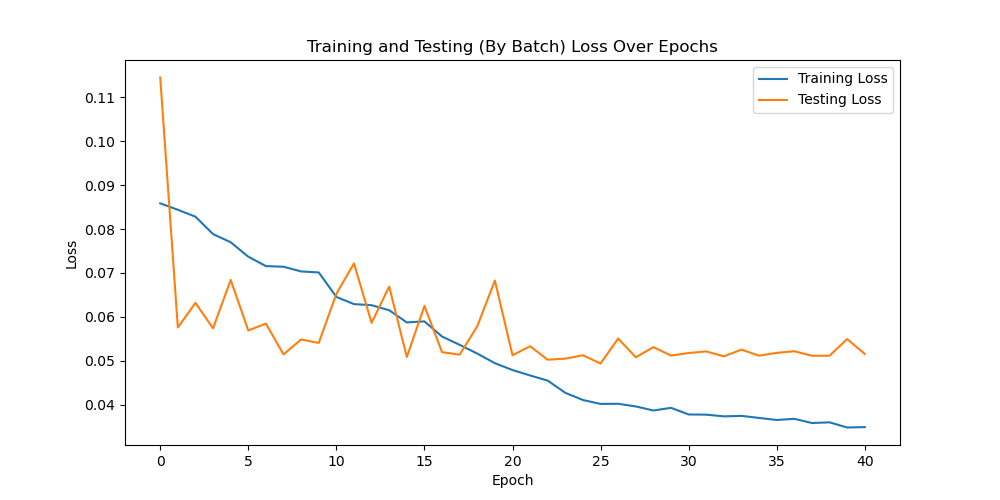 Training and Testing (By Batch) Loss Over Epochs
Training Loss
Testing Loss
0.11
0.10
0.09
0.08
0.07
0.06
0.05
0.04
Loss
0 5 10 15 20 25 30 35 40
Epoch